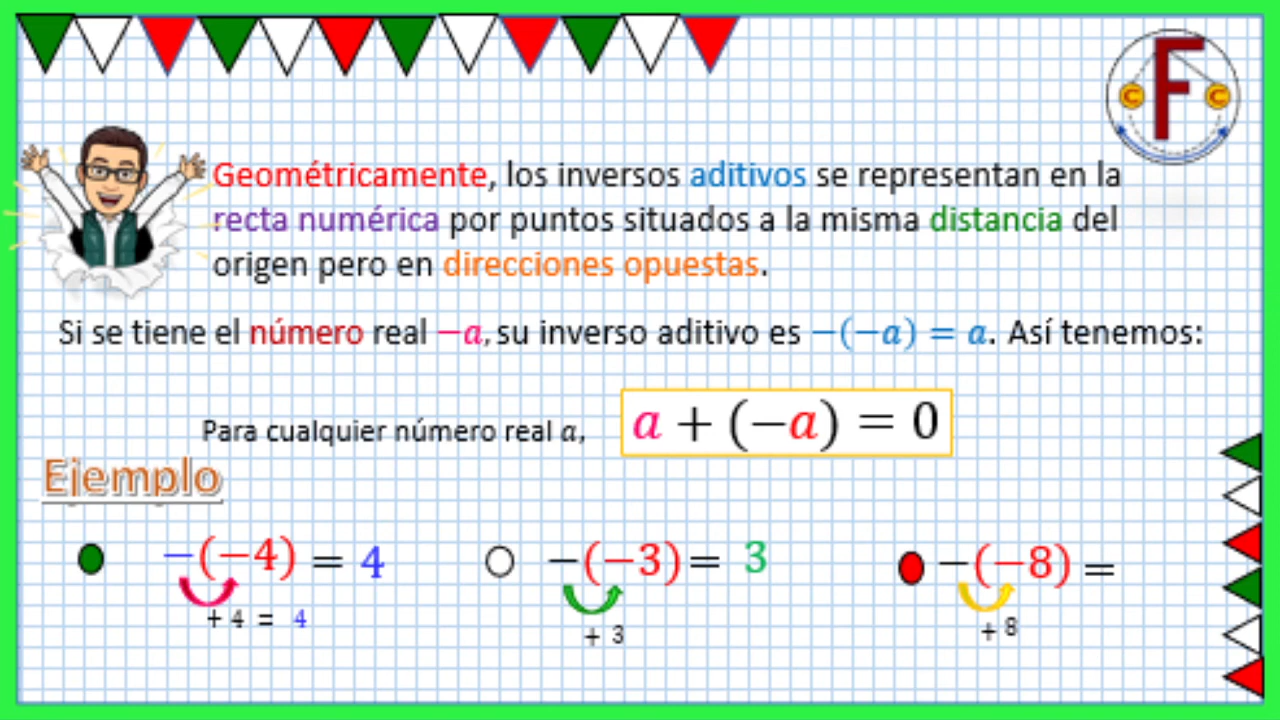 F
C C
Geométricamente, los inversos aditivos se representan en la
recta numérica por puntos situados a la misma distancia del
origen pero en direcciones opuestas.
Si se tiene el número real −a, su inverso aditivo es −(−a) = a. Así tenemos:
Para cualquier número real a, a + (−a) = 0
Ejemplo
−(−4) = 4 −(−3) = 3 −(−8) =
+ 4 = 4 + 3 + 8